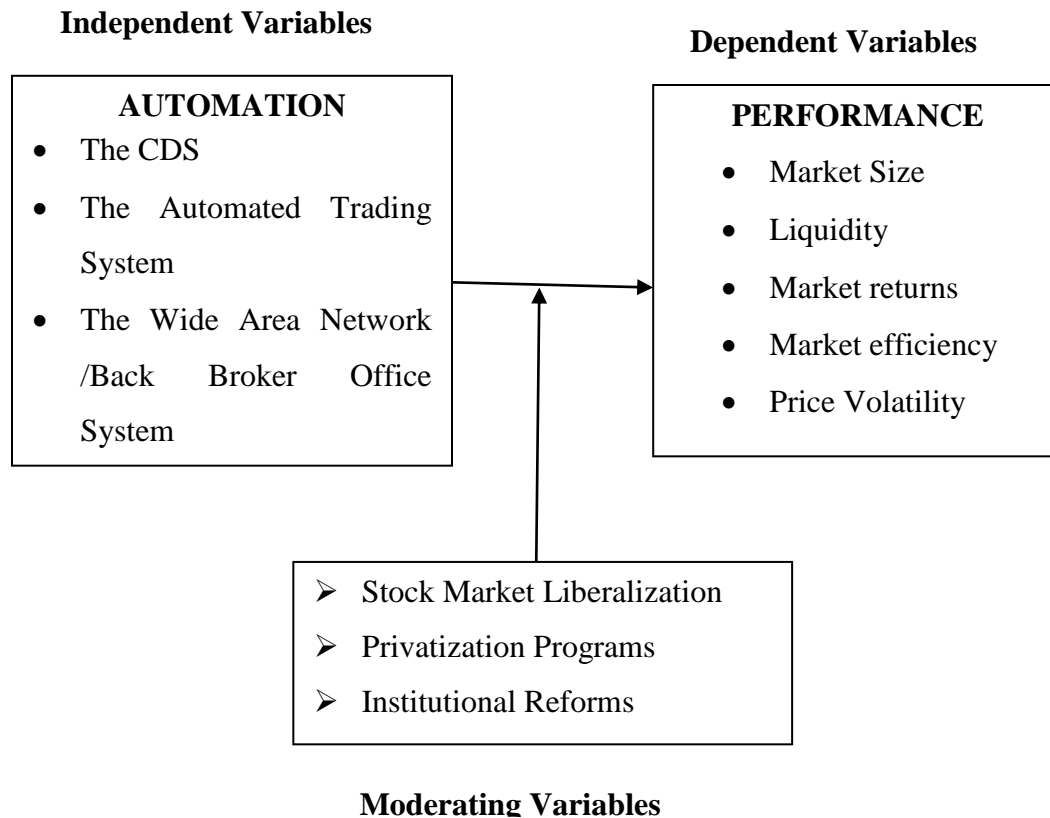 Independent Variables
AUTOMATION
• The CDS
• The Automated Trading
System
• The Wide Area Network
/Back Broker Office
System
Dependent Variables
PERFORMANCE
• Market Size
• Liquidity
• Market returns
• Market efficiency
• Price Volatility
➢ Stock Market Liberalization
➢ Privatization Programs
➢ Institutional Reforms
Moderating Variables